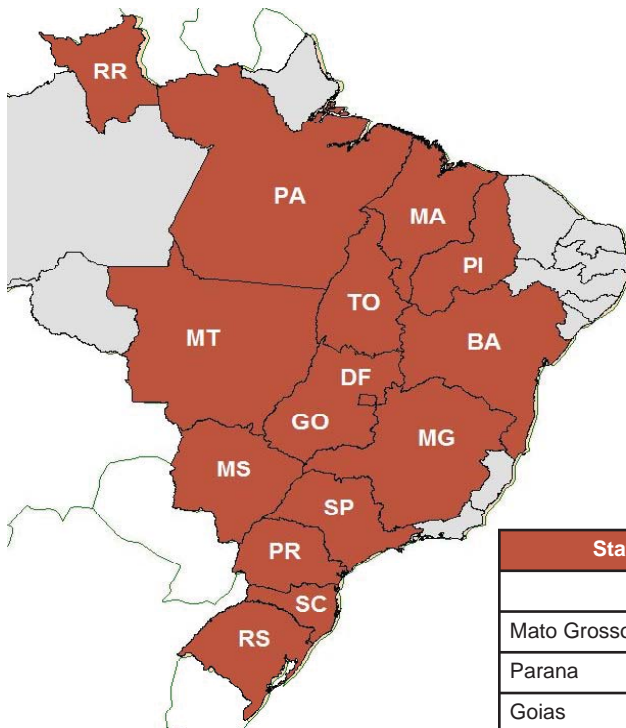 RR
PA
MA
PI
TO
MT
BA
DF
GO
MG
MS
SP
PR
SC
RS
Sta
Mato Grosso
Parana
Goias